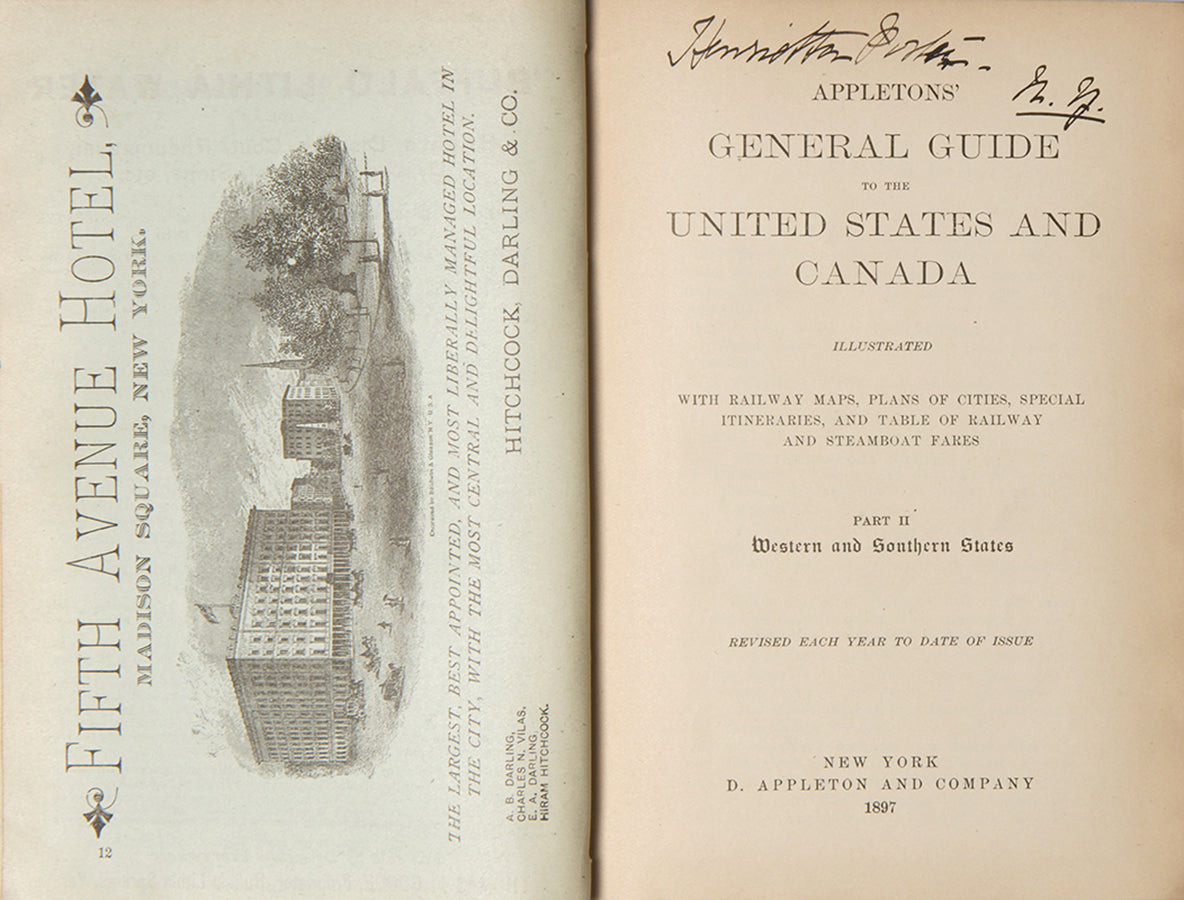 FIFTH AVENUE HOTEL,
MADISON SQUARE, NEW YORK.
THE LARGEST, BEST APPOINTED, AND MOST LIBERALLY MANAGED HOTEL IN
THE CITY, WITH THE MOST CENTRAL AND DELIGHTFUL LOCATION.
A. B. DARLING,
CHARLES N. VILAS,
E. A. DARLING,
HIRAM HITCHCOCK.
HITCHCOCK, DARLING & CO.
12
Henrietta
N. Y.
APPLETONS'
GENERAL GUIDE
TO THE
UNITED STATES AND
CANADA
ILLUSTRATED
WITH RAILWAY MAPS, PLANS OF CITIES, SPECIAL
ITINERARIES, AND TABLE OF RAILWAY
AND STEAMBOAT FARES
PART II
Western and Southern States
REVISED EACH YEAR TO DATE OF ISSUE
NEW YORK
D. APPLETON AND COMPANY
1897